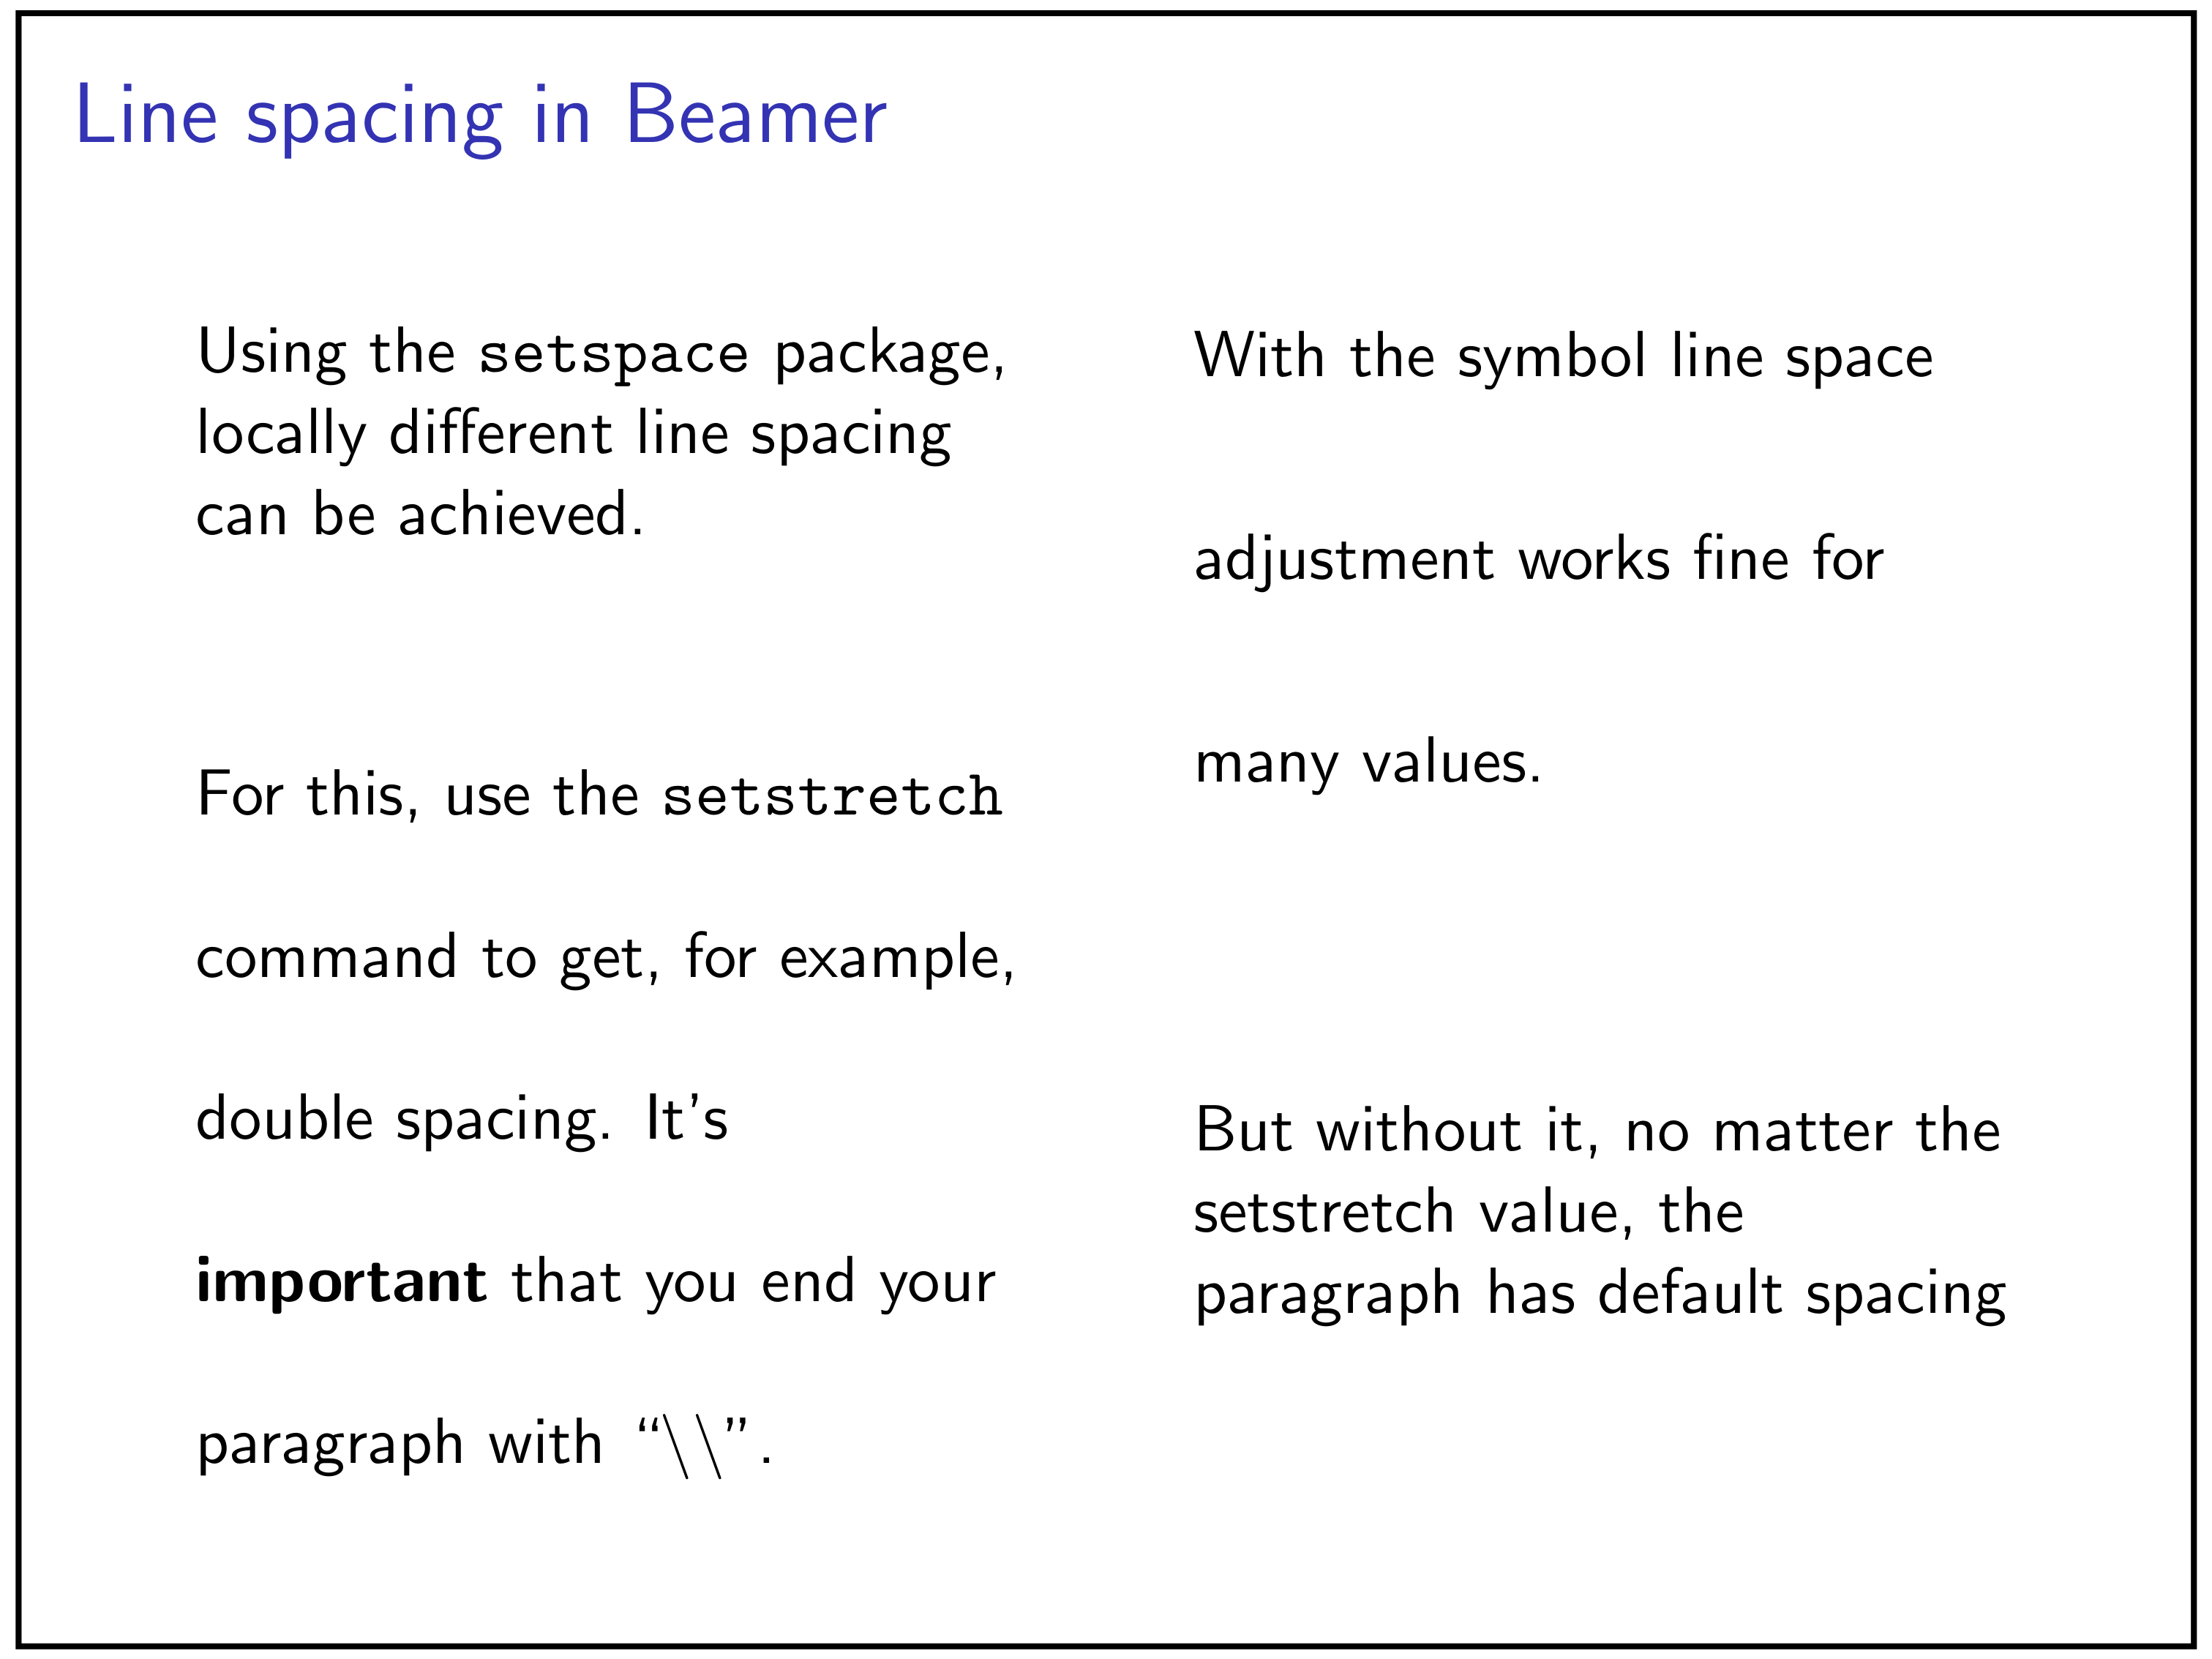 Line spacing in Beamer
Using the setspace package,
locally different line spacing
can be achieved.
For this, use the setstretch
command to get, for example,
double spacing. It’s
important that you end your
paragraph with “\\”.
With the symbol line space
adjustment works fine for
many values.
But without it, no matter the
setstretch value, the
paragraph has default spacing